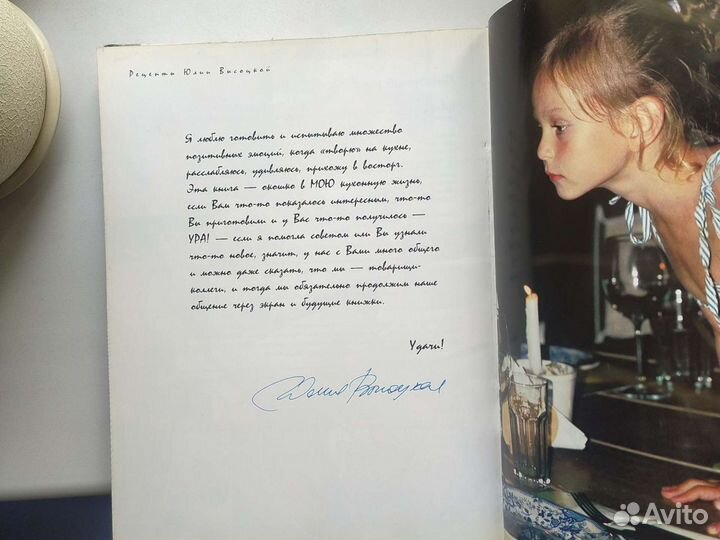 Рецепты Юлии Высоцкой
Я люблю готовить и испытываю множество
позитивных эмоций, когда «творю» на кухне,
расслабляюсь, удивляюсь, прихожу в восторг.
Эта книга — окошко в МОЮ кухонную жизнь,
если Вам что-то показалось интересным, что-то
Вы приготовили и у Вас что-то получилось —
УРА! — если я помогла советом или Вы узнали
что-то новое, значит, у нас с Вами много общего
и можно даже сказать, что мы — товарищи-
коллеги, и тогда мы обязательно продолжим наше
общение через экран и будущие книжки.
Удачи!
Юлия Высоцкая
Avito